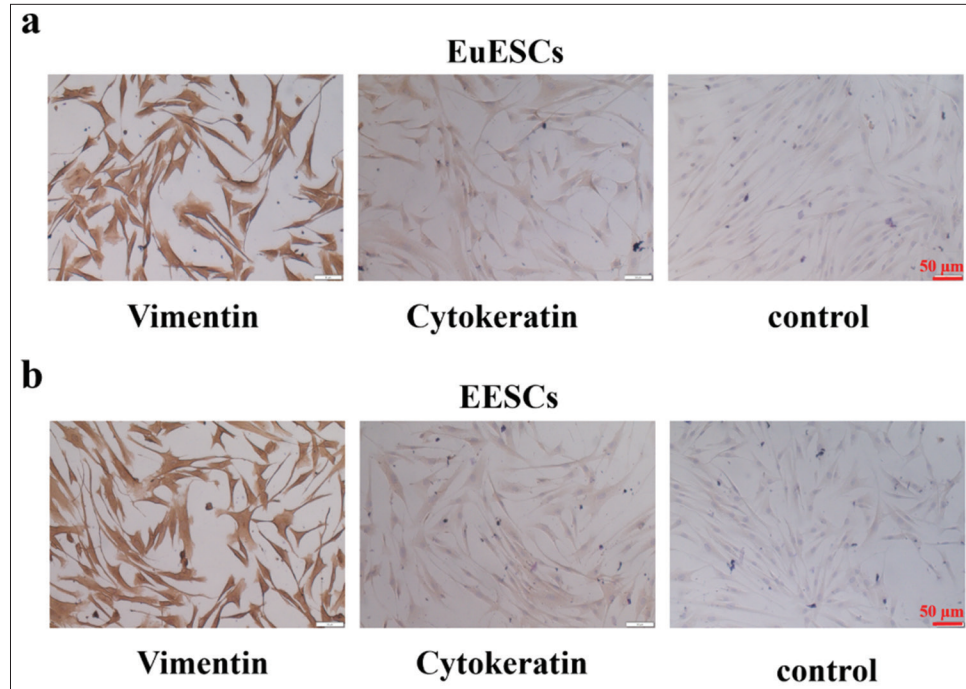 a
EuESCs
50 μm
Vimentin Cytokeratin control
b
EESCs
50 μm
Vimentin Cytokeratin control